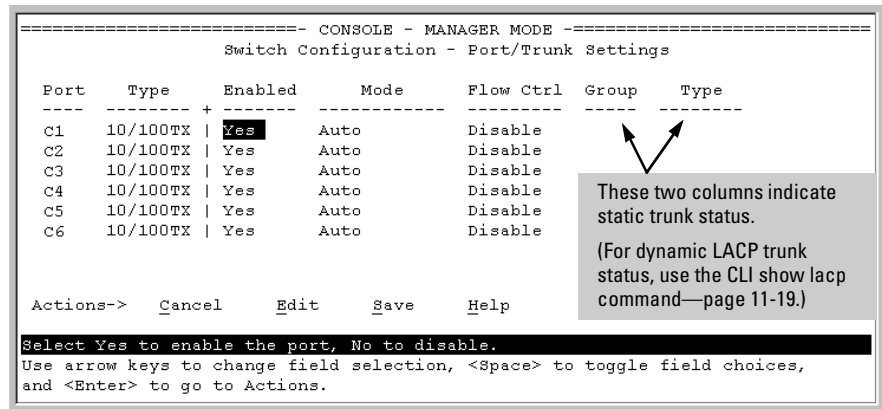 ==========================- CONSOLE - MANAGER MODE -============================
Switch Configuration - Port/Trunk Settings
Port Type Enabled Mode Flow Ctrl Group Type
---- -------- + ------- ------------ --------- ----- -------
C1 10/100TX | Yes Auto Disable
C2 10/100TX | Yes Auto Disable
C3 10/100TX | Yes Auto Disable
C4 10/100TX | Yes Auto Disable
C5 10/100TX | Yes Auto Disable
C6 10/100TX | Yes Auto Disable
These two columns indicate
static trunk status.
(For dynamic LACP trunk
status, use the CLI show lacp
command—page 11-19.)
Actions-> Cancel Edit Save Help
Select Yes to enable the port, No to disable.
Use arrow keys to change field selection, <Space> to toggle field choices,
and <Enter> to go to Actions.